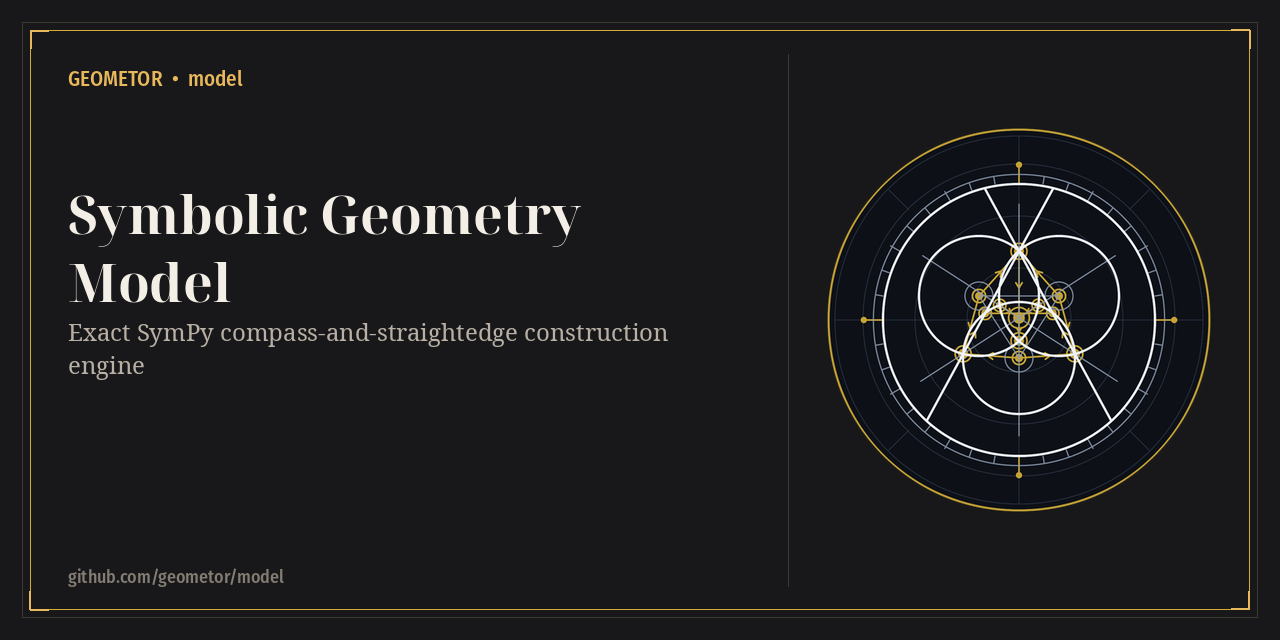 GEOMETOR • model
Symbolic Geometry
Model
Exact SymPy compass-and-straightedge construction
engine
github.com/geometor/model